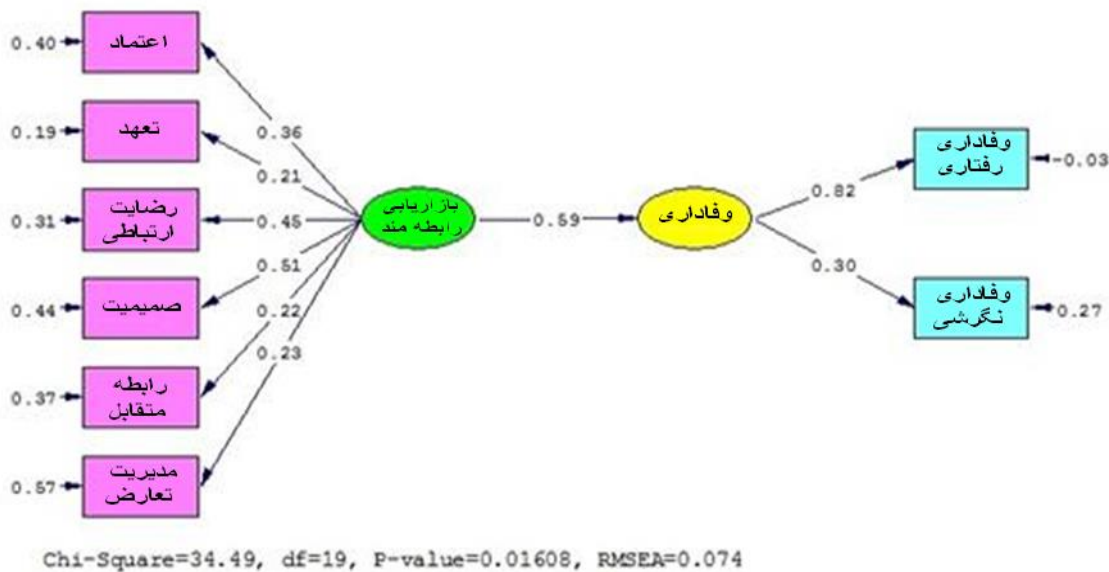 0.40
اعتماد
0.36
0.19
تعهد
0.21
0.31
رضایت
ارتباطی
0.45
0.44
صمیمیت
0.51
0.37
رابطه
متقابل
0.22
0.57
مدیریت
تعارض
0.23
بازاریابی
رابطه مند
0.59
وفاداری
0.82
وفاداری
رفتاری
-0.03
0.30
وفاداری
نگرشی
0.27
Chi-Square=34.49, df=19, P-value=0.01608, RMSEA=0.074